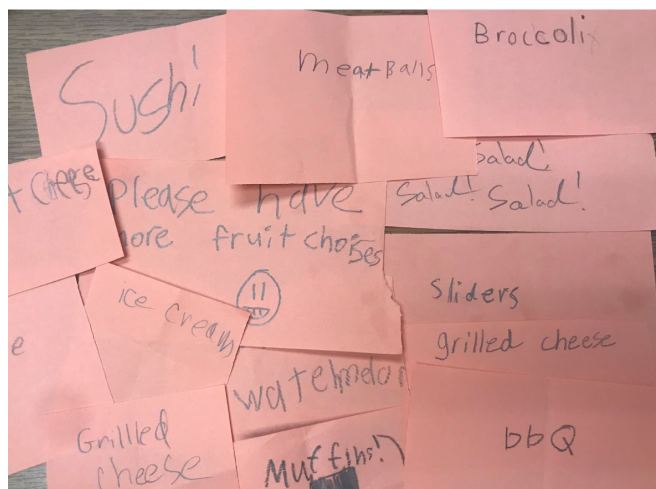 Sushi
meat Balls
Broccoli
Salad!
Salad! Salad!
t Cheese
Please have
ore fruit choises
ice cream
Sliders
grilled cheese
watermelon
Grilled
cheese
Muffins!
bbQ
e